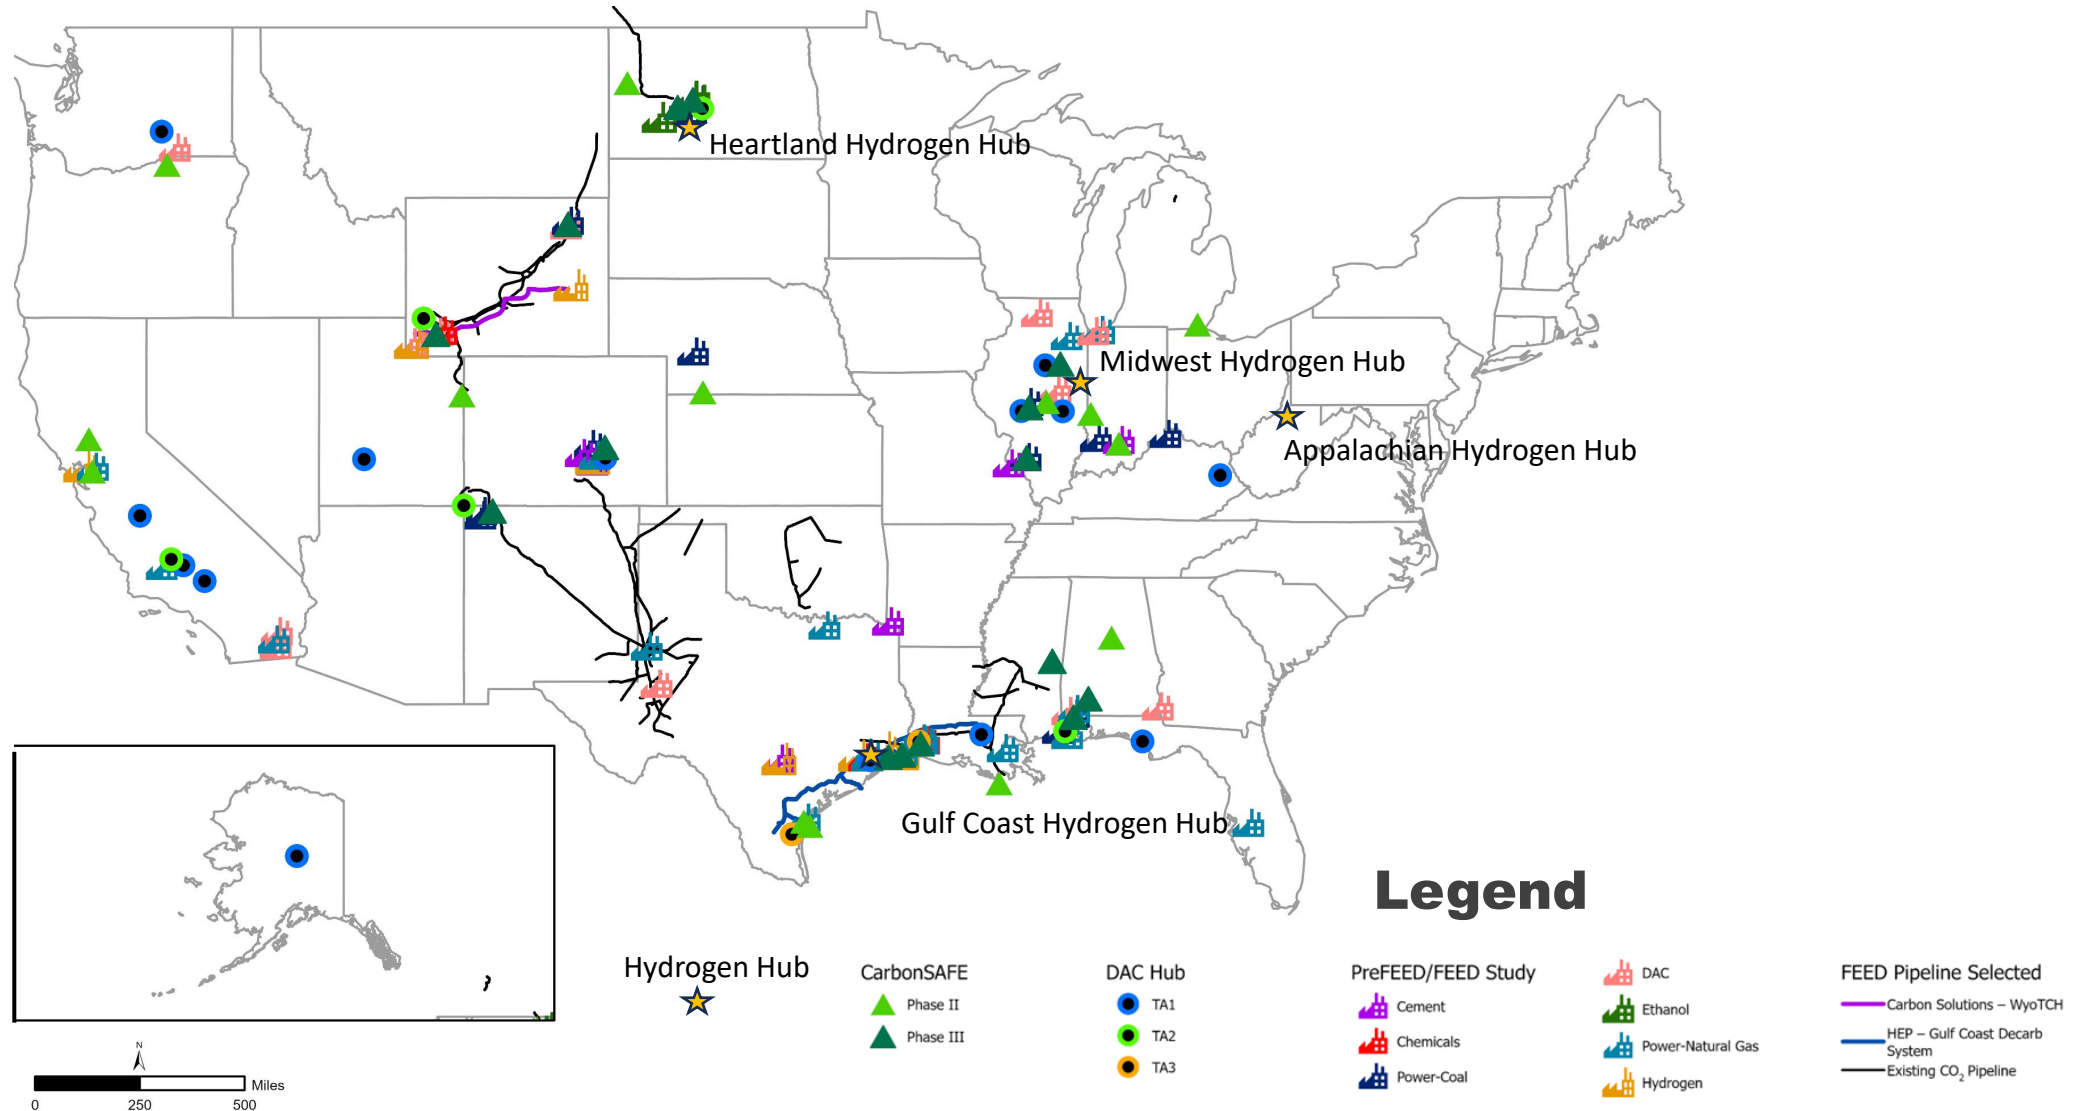 Heartland Hydrogen Hub
Midwest Hydrogen Hub
Appalachian Hydrogen Hub
Gulf Coast Hydrogen Hub
Legend
Hydrogen Hub
CarbonSAFE
Phase II
Phase III
DAC Hub
TA1
TA2
TA3
PreFEED/FEED Study
Cement
Chemicals
Power-Coal
DAC
Ethanol
Power-Natural Gas
Hydrogen
FEED Pipeline Selected
Carbon Solutions – WyoTCH
HEP – Gulf Coast Decarb
System
Existing CO₂ Pipeline
N
Miles
0 250 500